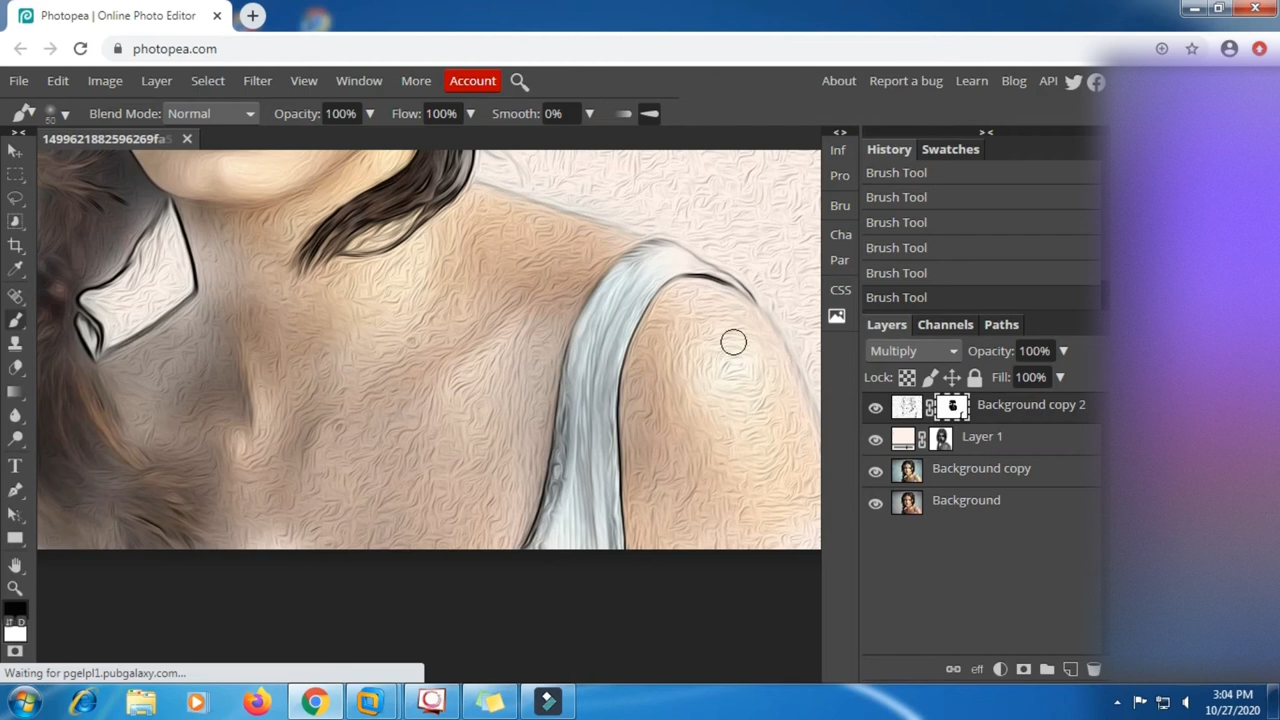 Photopea | Online Photo Editor
photopea.com
File Edit Image Layer Select Filter View Window More Account
About Report a bug Learn Blog API
50 Blend Mode: Normal Opacity: 100% Flow: 100% Smooth: 0%
1499621882596269fa5
> <
< >
> <
Inf
Pro
Bru
Cha
Par
CSS
History Swatches
Brush Tool
Brush Tool
Brush Tool
Brush Tool
Brush Tool
Brush Tool
Layers Channels Paths
Multiply Opacity: 100%
Lock: Fill: 100%
Background copy 2
Layer 1
Background copy
Background
D
eff
Waiting for pgelpl1.pubgalaxy.com...
3:04 PM
10/27/2020